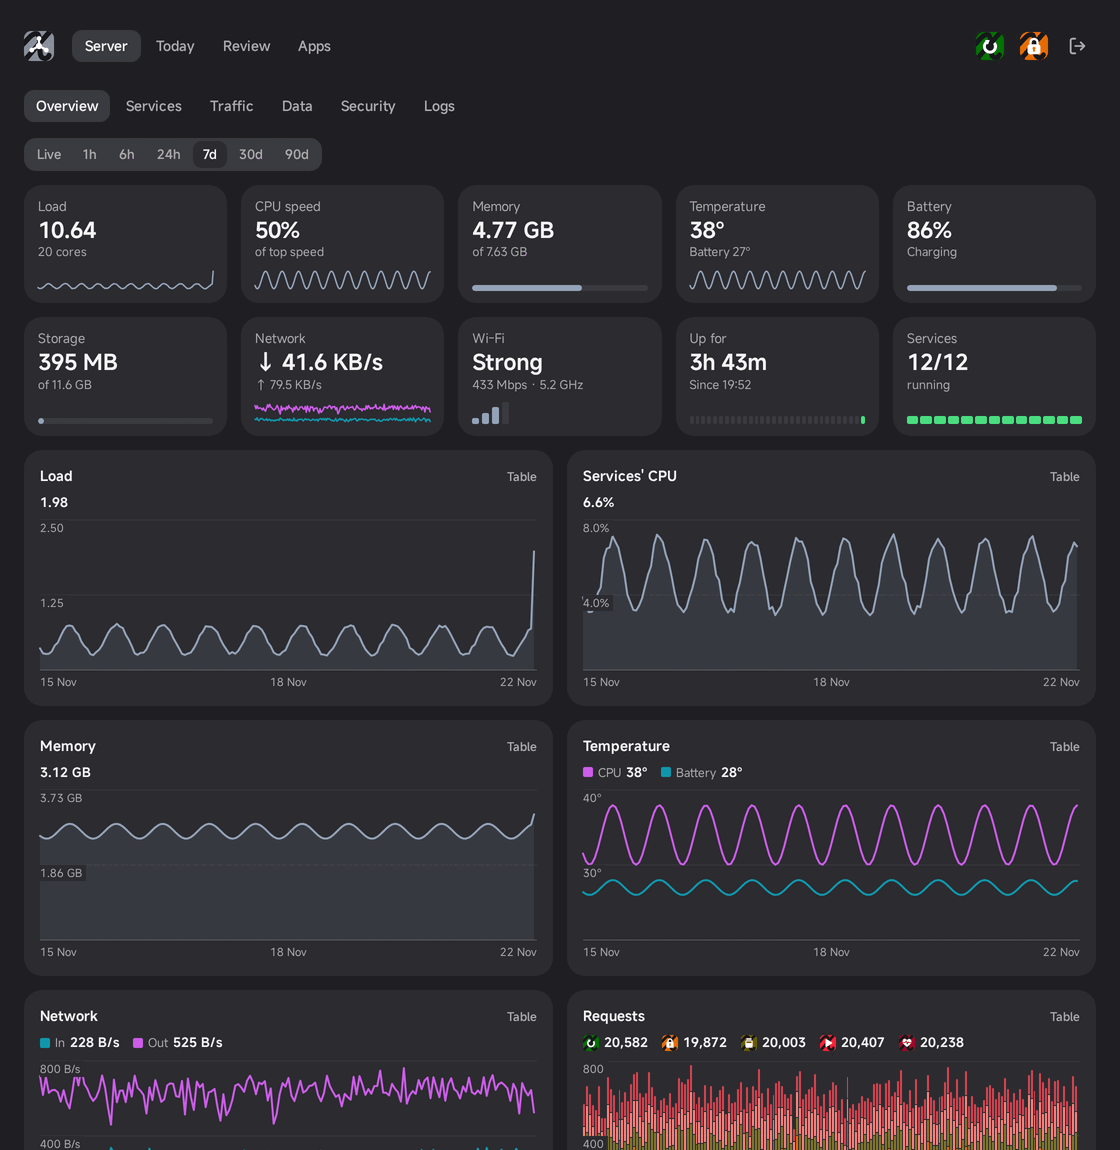 Server Today Review Apps
Overview Services Traffic Data Security Logs
Live 1h 6h 24h 7d 30d 90d
Load
10.64
20 cores
CPU speed
50%
of top speed
Memory
4.77 GB
of 7.63 GB
Temperature
38°
Battery 27°
Battery
86%
Charging
Storage
395 MB
of 11.6 GB
Network
↓ 41.6 KB/s
↑ 79.5 KB/s
Wi-Fi
Strong
433 Mbps · 5.2 GHz
Up for
3h 43m
Since 19:52
Services
12/12
running
Load Table
1.98
2.50
1.25
15 Nov 18 Nov 22 Nov
Services' CPU Table
6.6%
8.0%
4.0%
15 Nov 18 Nov 22 Nov
Memory Table
3.12 GB
3.73 GB
1.86 GB
15 Nov 18 Nov 22 Nov
Temperature Table
CPU 38° Battery 28°
40°
30°
15 Nov 18 Nov 22 Nov
Network Table
In 228 B/s Out 525 B/s
800 B/s
400 B/s
Requests Table
20,582 19,872 20,003 20,407 20,238
800
400